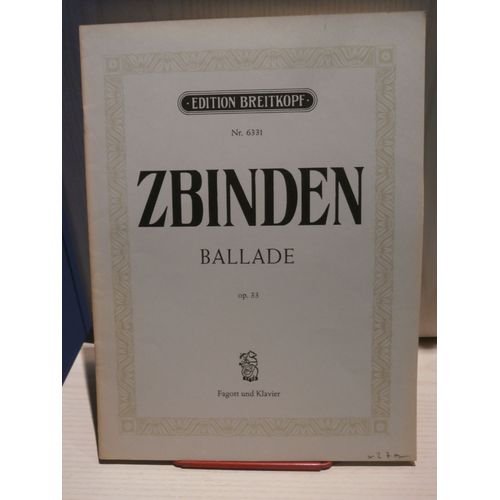 · EDITION BREITKOPF ·
Nr. 6331
ZBINDEN
BALLADE
op. 33
Fagott und Klavier